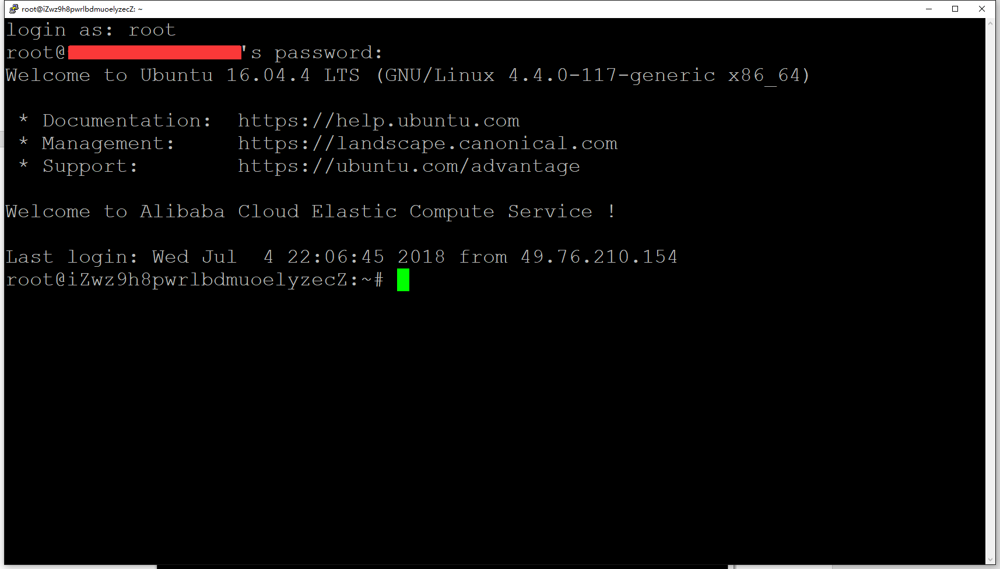 root@iZwz9h8pwrlbdmuoelyzecZ: ~
login as: root
root@ 's password:
Welcome to Ubuntu 16.04.4 LTS (GNU/Linux 4.4.0-117-generic x86_64)
* Documentation:  https://help.ubuntu.com
* Management:     https://landscape.canonical.com
* Support:        https://ubuntu.com/advantage
Welcome to Alibaba Cloud Elastic Compute Service !
Last login: Wed Jul  4 22:06:45 2018 from 49.76.210.154
root@iZwz9h8pwrlbdmuoelyzecZ:~#